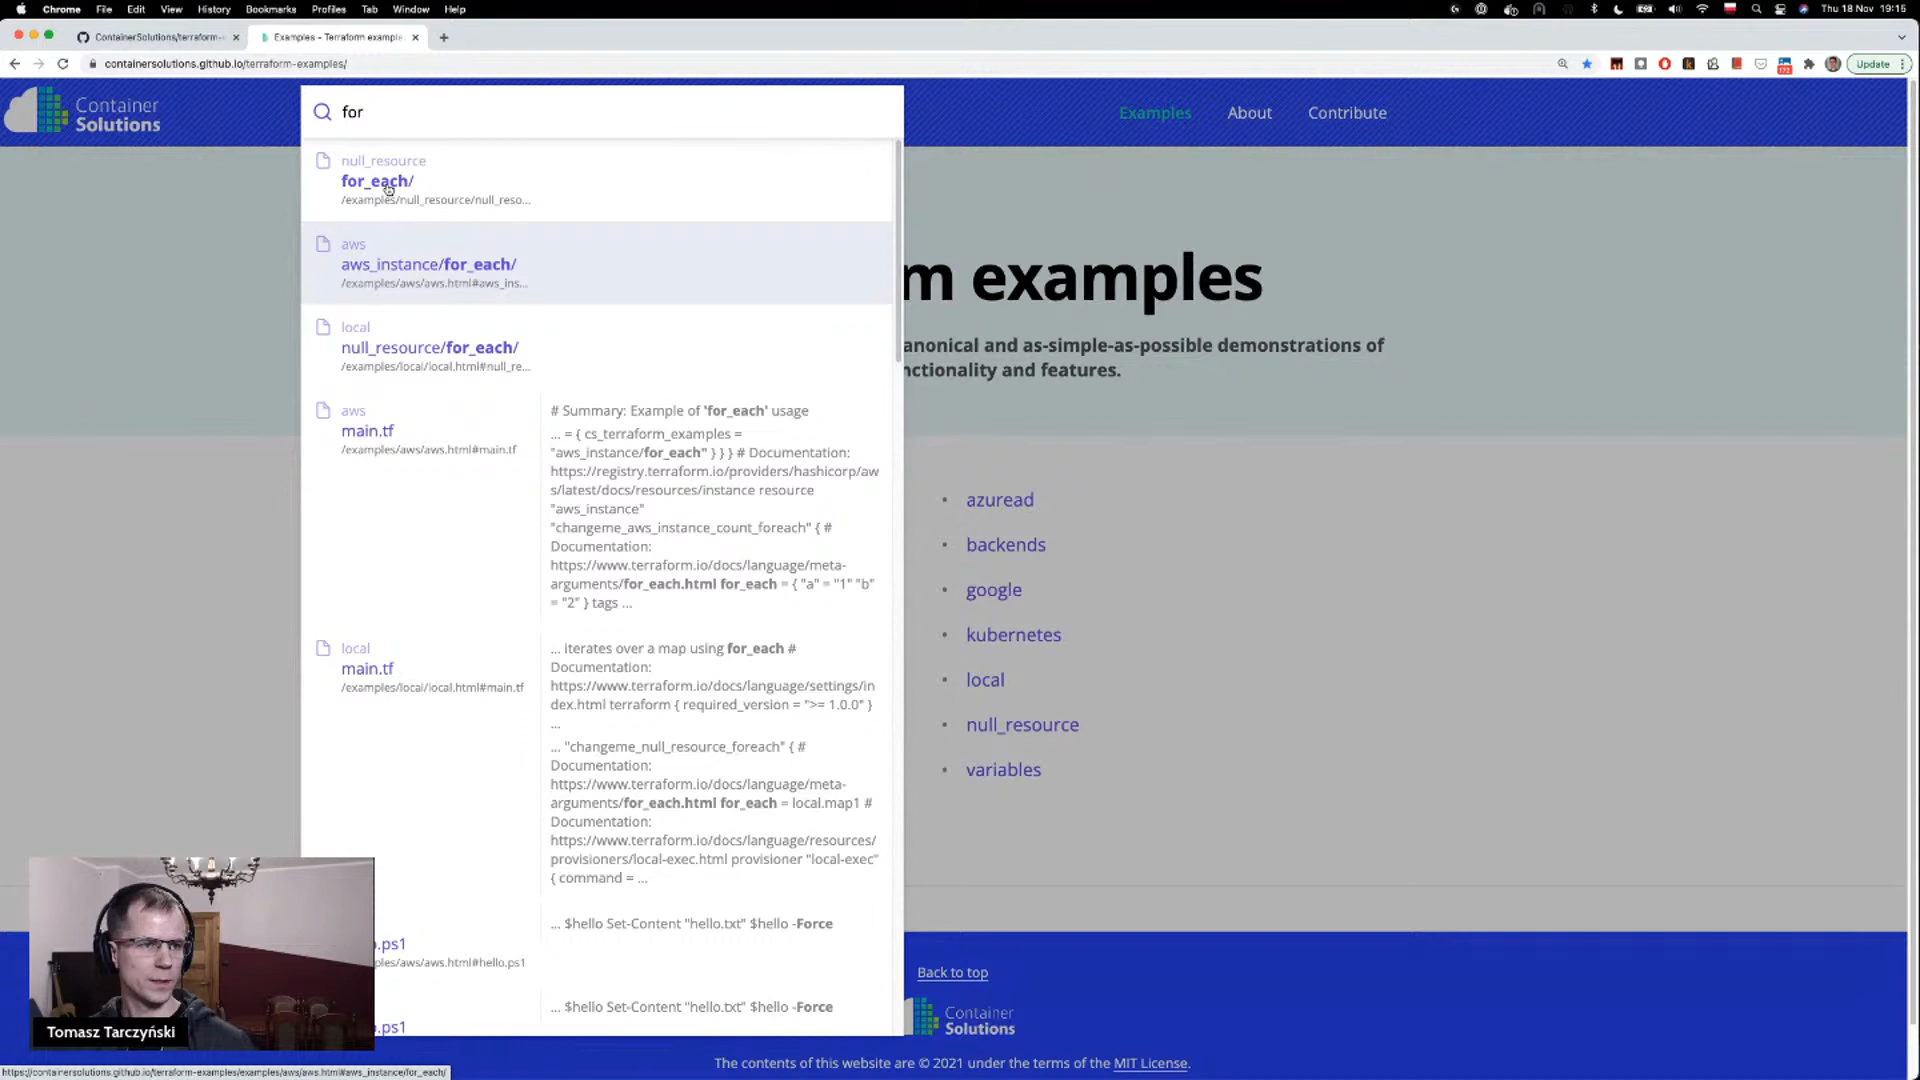 Chrome File Edit View History Bookmarks Profiles Tab Window Help
Thu 18 Nov 19:15
ContainerSolutions/terraform-
Examples – Terraform example
containersolutions.github.io/terraform-examples/
172
Update
Container
Solutions
for
Examples
About
Contribute
null_resource
for_each/
/examples/null_resource/null_reso...
aws
aws_instance/for_each/
/examples/aws/aws.html#aws_ins...
local
null_resource/for_each/
/examples/local/local.html#null_re...
aws
main.tf
/examples/aws/aws.html#main.tf
# Summary: Example of 'for_each' usage
... = { cs_terraform_examples =
"aws_instance/for_each" } } } # Documentation:
https://registry.terraform.io/providers/hashicorp/aw
s/latest/docs/resources/instance resource
"aws_instance"
"changeme_aws_instance_count_foreach" { #
Documentation:
https://www.terraform.io/docs/language/meta-
arguments/for_each.html for_each = { "a" = "1" "b"
= "2" } tags ...
local
main.tf
/examples/local/local.html#main.tf
... iterates over a map using for_each #
Documentation:
https://www.terraform.io/docs/language/settings/in
dex.html terraform { required_version = ">= 1.0.0" }
...
... "changeme_null_resource_foreach" { #
Documentation:
https://www.terraform.io/docs/language/meta-
arguments/for_each.html for_each = local.map1 #
Documentation:
https://www.terraform.io/docs/language/resources/
provisioners/local-exec.html provisioner "local-exec"
{ command = ...
.ps1
ples/aws/aws.html#hello.ps1
... $hello Set-Content "hello.txt" $hello -Force
.ps1
... $hello Set-Content "hello.txt" $hello -Force
m examples
anonical and as-simple-as-possible demonstrations of
nctionality and features.
azuread
backends
google
kubernetes
local
null_resource
variables
Back to top
Container
Solutions
The contents of this website are © 2021 under the terms of the MIT License.
Tomasz Tarczyński
https://containersolutions.github.io/terraform-examples/examples/aws/aws.html#aws_instance/for_each/